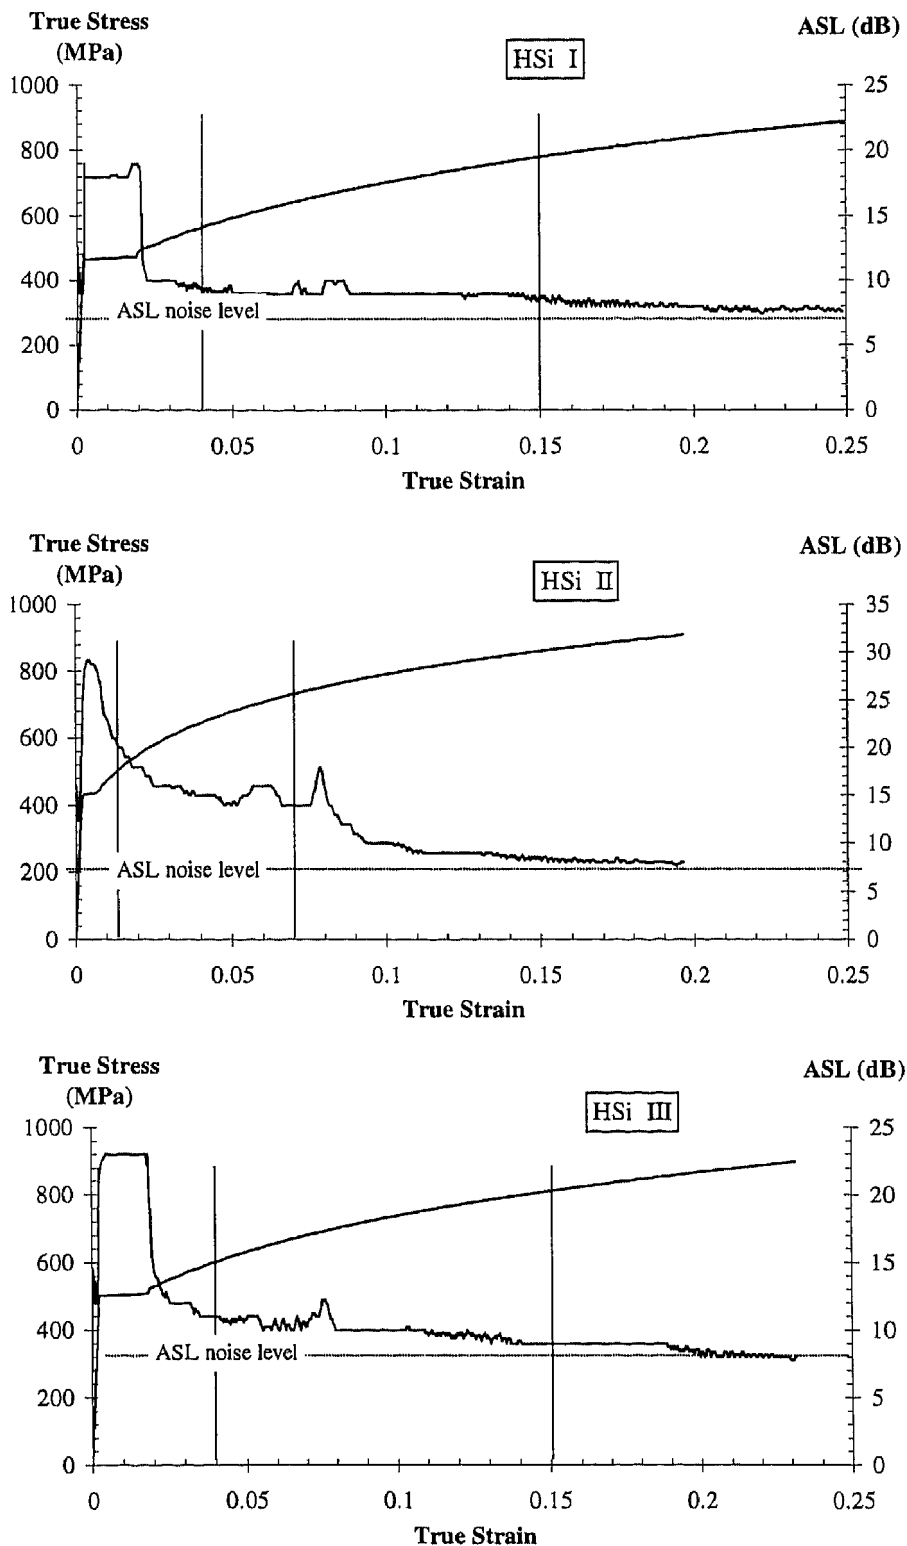 True Stress
(MPa)
ASL (dB)
HSi I
1000
25
800
20
600
15
400
10
ASL noise level
200
5
0
0
0 0.05 0.1 0.15 0.2 0.25
True Strain
True Stress
(MPa)
ASL (dB)
HSi II
1000
35
30
800
25
600
20
400
15
10
ASL noise level
200
5
0
0
0 0.05 0.1 0.15 0.2 0.25
True Strain
True Stress
(MPa)
ASL (dB)
HSi III
1000
25
800
20
600
15
400
10
ASL noise level
200
5
0
0
0 0.05 0.1 0.15 0.2 0.25
True Strain